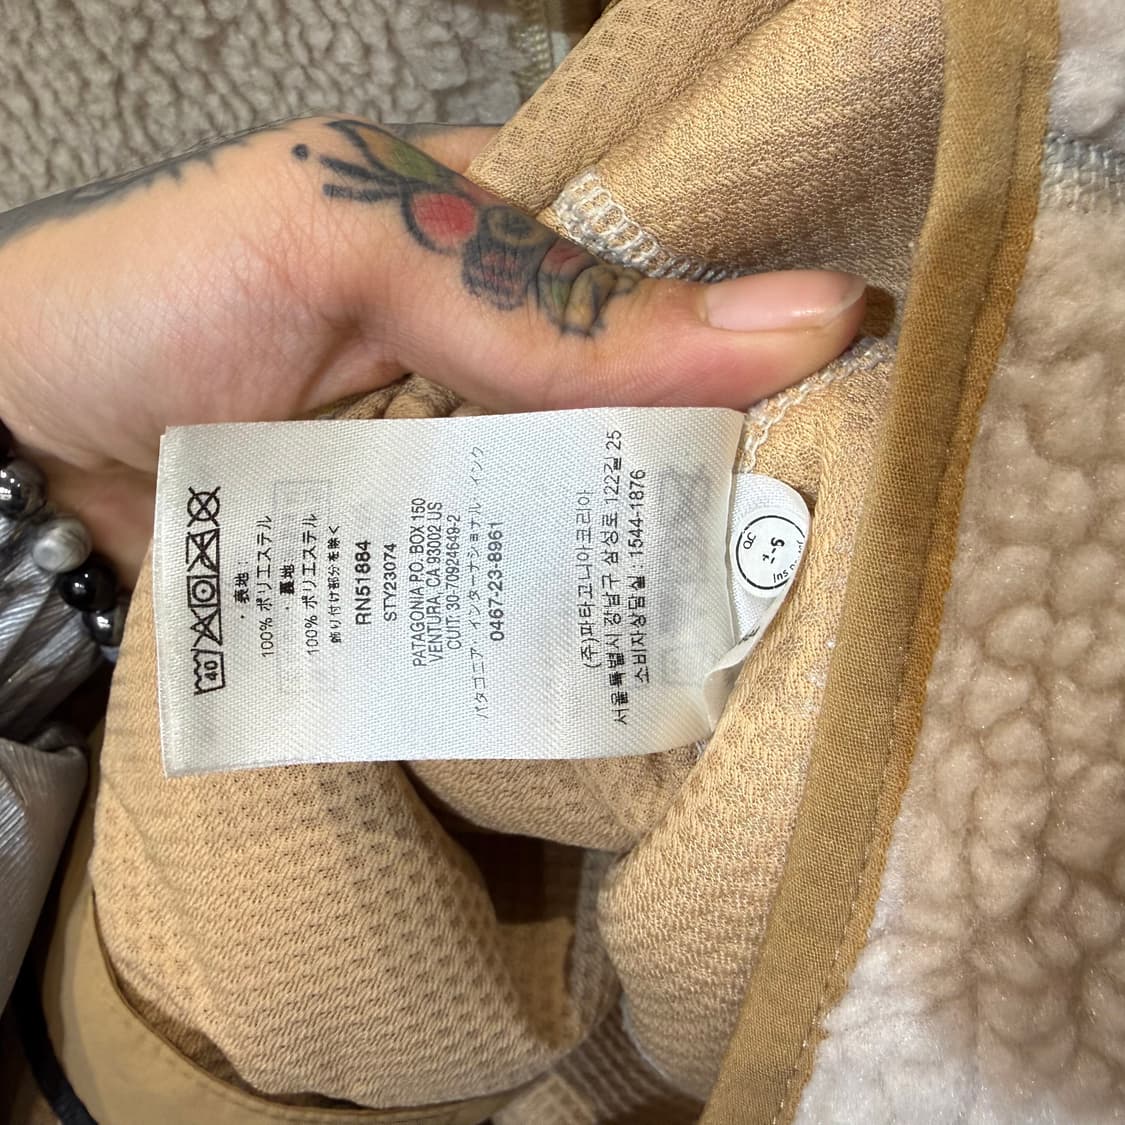 40
・表地：
100% ポリエステル
・裏地
100% ポリエステル
飾り付け部分を除く
RN51884
STY23074
PATAGONIA P.O. BOX 150
VENTURA, CA 93002 US
CUIT: 30-70924649-2
パタゴニア・インターナショナル・インク
0467-23-8961
(주)파타고니아코리아
서울특별시 강남구 삼성로 122길 25
소비자상담실 : 1544-1876
QC